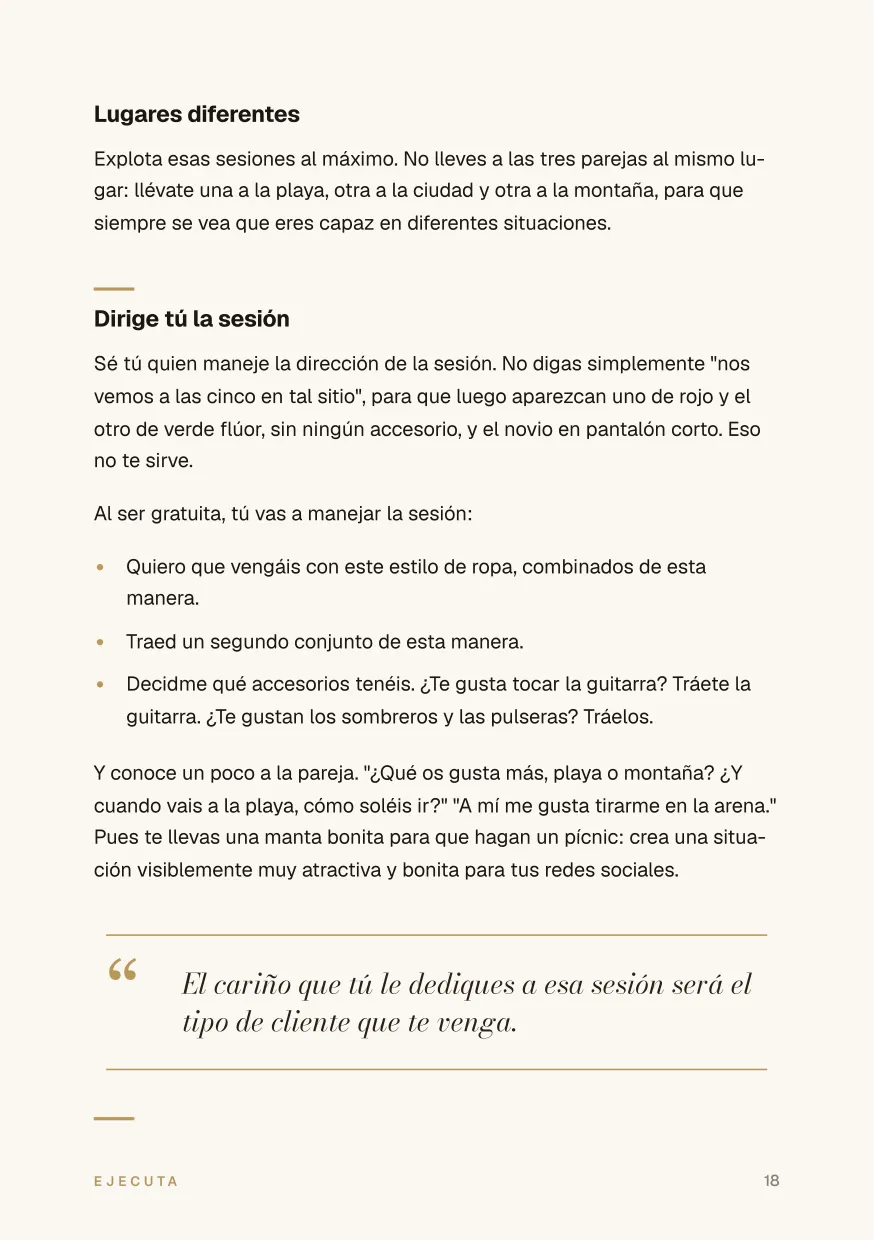 Lugares diferentes
Explota esas sesiones al máximo. No lleves a las tres parejas al mismo lu-
gar: llévate una a la playa, otra a la ciudad y otra a la montaña, para que
siempre se vea que eres capaz en diferentes situaciones.
Dirige tú la sesión
Sé tú quien maneje la dirección de la sesión. No digas simplemente "nos
vemos a las cinco en tal sitio", para que luego aparezcan uno de rojo y el
otro de verde flúor, sin ningún accesorio, y el novio en pantalón corto. Eso
no te sirve.
Al ser gratuita, tú vas a manejar la sesión:
• Quiero que vengáis con este estilo de ropa, combinados de esta
manera.
• Traed un segundo conjunto de esta manera.
• Decidme qué accesorios tenéis. ¿Te gusta tocar la guitarra? Tráete la
guitarra. ¿Te gustan los sombreros y las pulseras? Tráelos.
Y conoce un poco a la pareja. "¿Qué os gusta más, playa o montaña? ¿Y
cuando vais a la playa, cómo soléis ir?" "A mí me gusta tirarme en la arena."
Pues te llevas una manta bonita para que hagan un pícnic: crea una situa-
ción visiblemente muy atractiva y bonita para tus redes sociales.
“ El cariño que tú le dediques a esa sesión será el
tipo de cliente que te venga.
EJECUTA 18